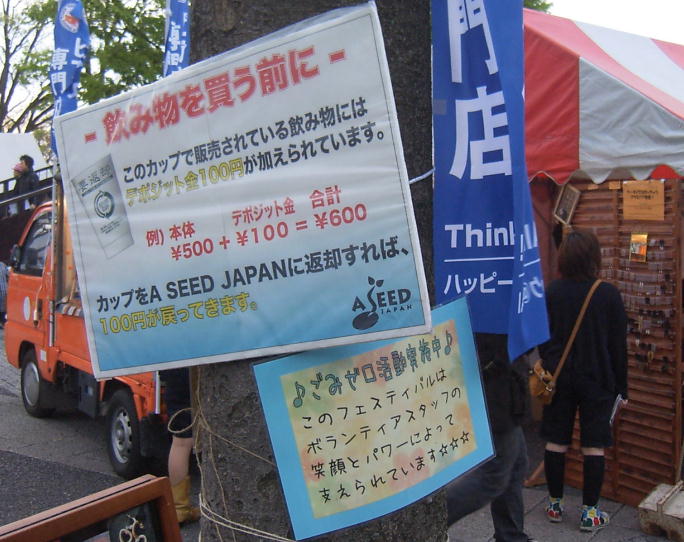 専門
専門
- 飲み物を買う前に -
このカップで販売されている飲み物には
デポジット金100円が加えられています。
要返却
例) 本体 デポジット金 合計
¥500 + ¥100 = ¥600
カップをA SEED JAPANに返却すれば、
100円が戻ってきます。
A SEED
JAPAN
門店
Think
ハッピー
♪ごみゼロ活動実施中♪
このフェスティバルは
ボランティアスタッフの
笑顔とパワーによって
支えられています☆☆☆